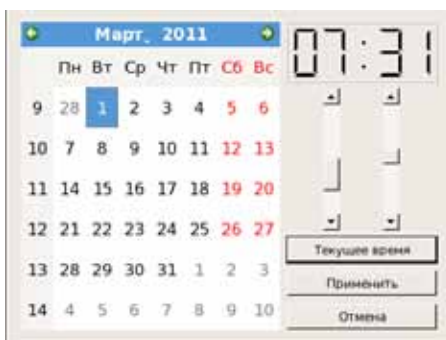 Март, 2011
07:31
Пн Вт Ср Чт Пт Сб Вс
9 28 1 2 3 4 5 6
10 7 8 9 10 11 12 13
11 14 15 16 17 18 19 20
12 21 22 23 24 25 26 27
13 28 29 30 31 1 2 3
14 4 5 6 7 8 9 10
Текущее время
Применить
Отмена